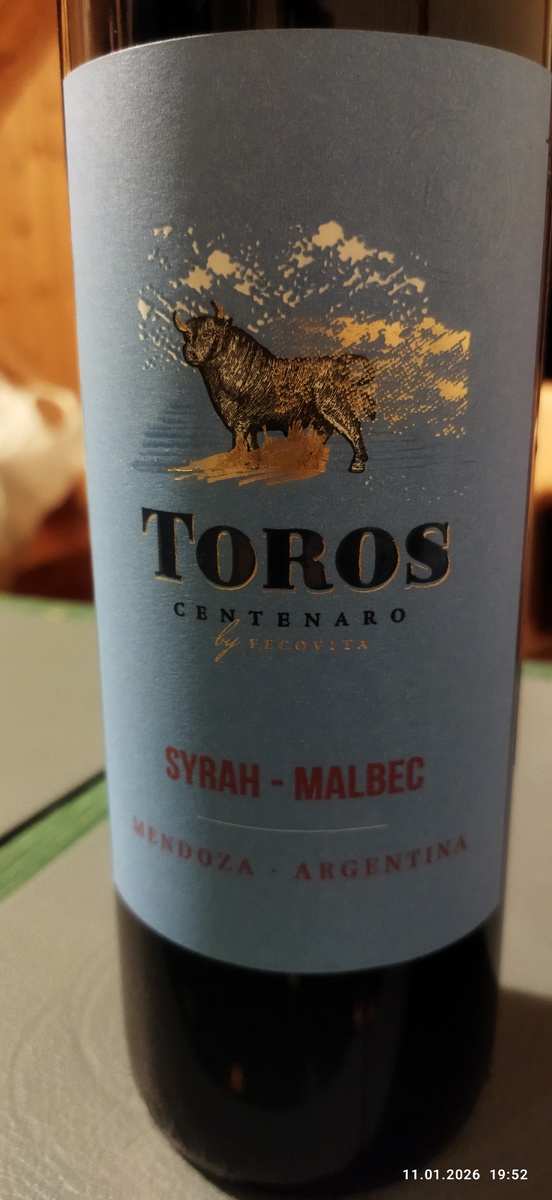 TOROS
CENTENARO
by FECOVITA
SYRAH - MALBEC
MENDOZA · ARGENTINA
11.01.2026 19:52